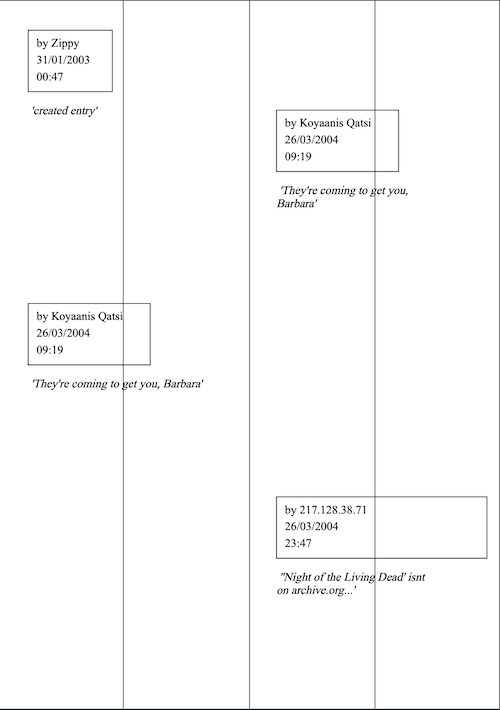 by Zippy
31/01/2003
00:47
'created entry'
by Koyaanis Qatsi
26/03/2004
09:19
'They're coming to get you,
Barbara'
by Koyaanis Qatsi
26/03/2004
09:19
'They're coming to get you, Barbara'
by 217.128.38.71
26/03/2004
23:47
"Night of the Living Dead' isnt
on archive.org...'